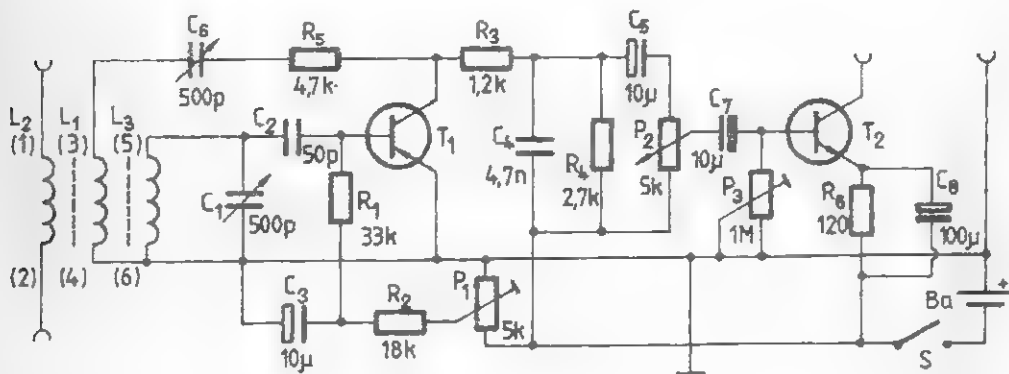 C6
500p
R5
4,7k
R3
1,2k
C5
10µ
L2
(1)
L1
(3)
L3
(5)
C2
50p
T1
C4
4,7n
R4
2,7k
P2
5k
C7
10µ
T2
C1
500p
R1
33k
P3
1M
R6
120
C8
100µ
(2)
(4)
(6)
C3
10µ
R2
18k
P1
5k
Ba
+
S